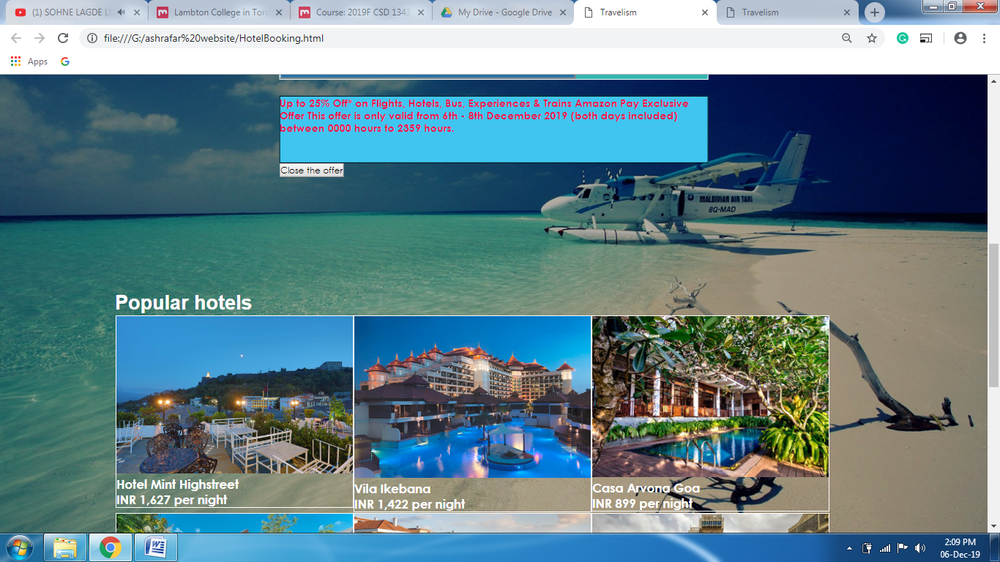 (1) SOHNE LAGDE L
Lambton College in Toro
Course: 2019F CSD 1343
My Drive - Google Drive
Travelism
Travelism
file:///G:/ashrafar%20website/HotelBooking.html
Apps
Up to 25% Off* on Flights, Hotels, Bus, Experiences & Trains Amazon Pay Exclusive
Offer This offer is only valid from 6th - 8th December 2019 (both days included)
between 0000 hours to 2359 hours.
Close the offer
MALDIVIAN AIR TAXI
8Q-MAD
Popular hotels
Hotel Mint Highstreet
INR 1,627 per night
Vila Ikebana
INR 1,422 per night
Casa Arvona Goa
INR 899 per night
2:09 PM
06-Dec-19